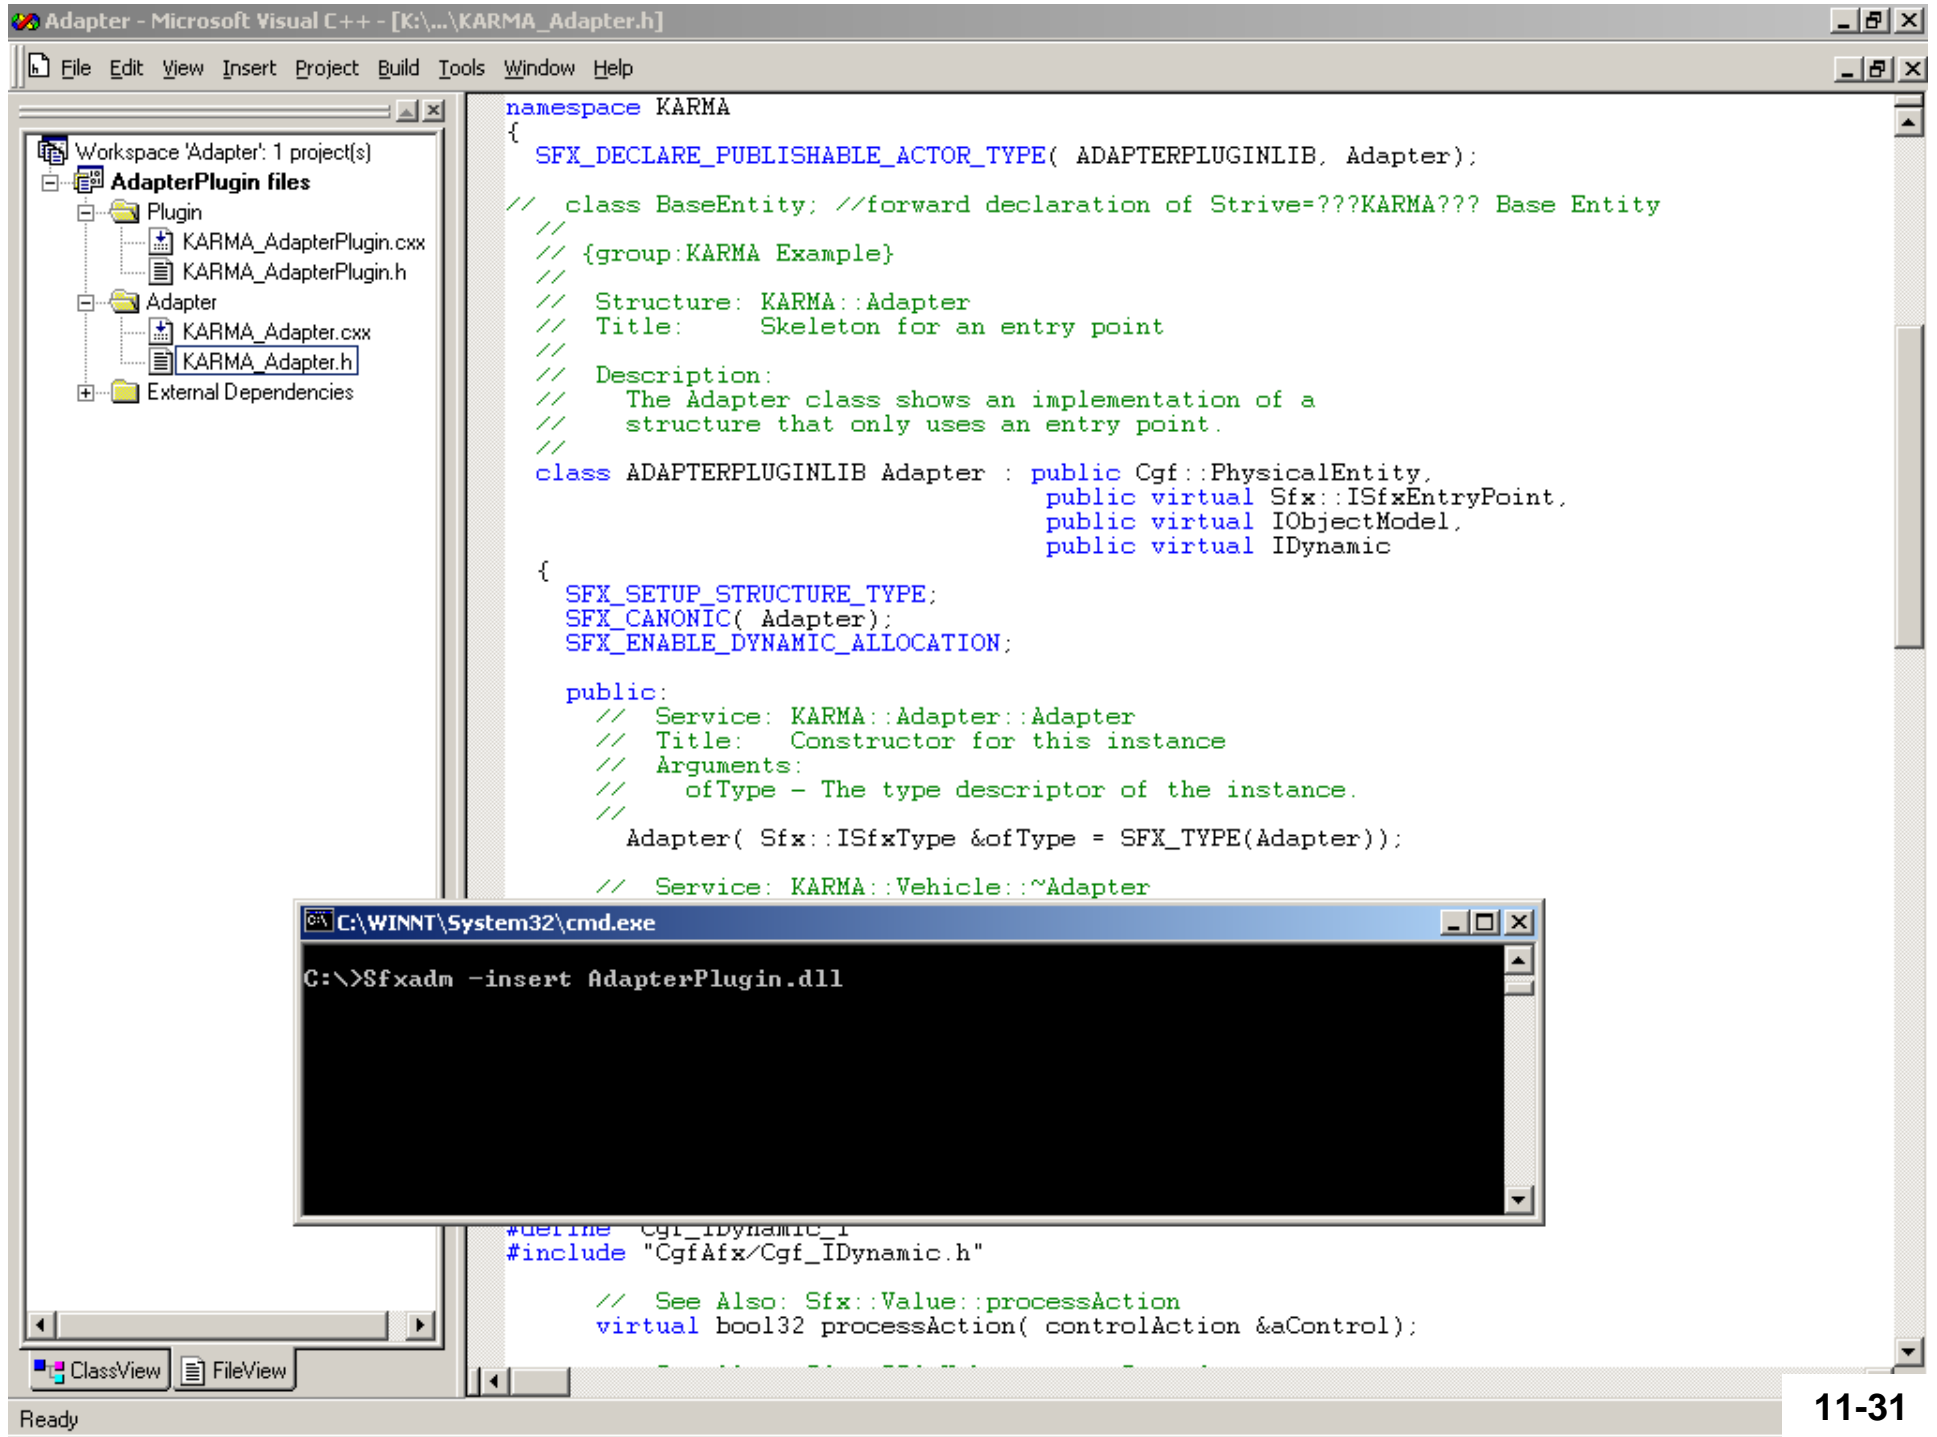 Adapter - Microsoft Visual C++ - [K:\...\KARMA_Adapter.h]
File Edit View Insert Project Build Tools Window Help
Workspace 'Adapter': 1 project(s)
AdapterPlugin files
Plugin
KARMA_AdapterPlugin.cxx
KARMA_AdapterPlugin.h
Adapter
KARMA_Adapter.cxx
KARMA_Adapter.h
External Dependencies
ClassView FileView
namespace KARMA
{
SFX_DECLARE_PUBLISHABLE_ACTOR_TYPE( ADAPTERPLUGINLIB, Adapter);
// class BaseEntity; //forward declaration of Strive=???KARMA??? Base Entity
//
// {group:KARMA Example}
//
// Structure: KARMA::Adapter
// Title: Skeleton for an entry point
//
// Description:
// The Adapter class shows an implementation of a
// structure that only uses an entry point.
//
class ADAPTERPLUGINLIB Adapter : public Cgf::PhysicalEntity,
public virtual Sfx::ISfxEntryPoint,
public virtual IObjectModel,
public virtual IDynamic
{
SFX_SETUP_STRUCTURE_TYPE;
SFX_CANONIC( Adapter);
SFX_ENABLE_DYNAMIC_ALLOCATION;
public:
// Service: KARMA::Adapter::Adapter
// Title: Constructor for this instance
// Arguments:
// ofType - The type descriptor of the instance.
//
Adapter( Sfx::ISfxType &ofType = SFX_TYPE(Adapter));
// Service: KARMA::Vehicle::~Adapter
C:\WINNT\System32\cmd.exe
C:\>Sfxadm -insert AdapterPlugin.dll
#define Cgf_IDynamic_I
#include "CgfAfx/Cgf_IDynamic.h"
// See Also: Sfx::Value::processAction
virtual bool32 processAction( controlAction &aControl);
Ready
11-31